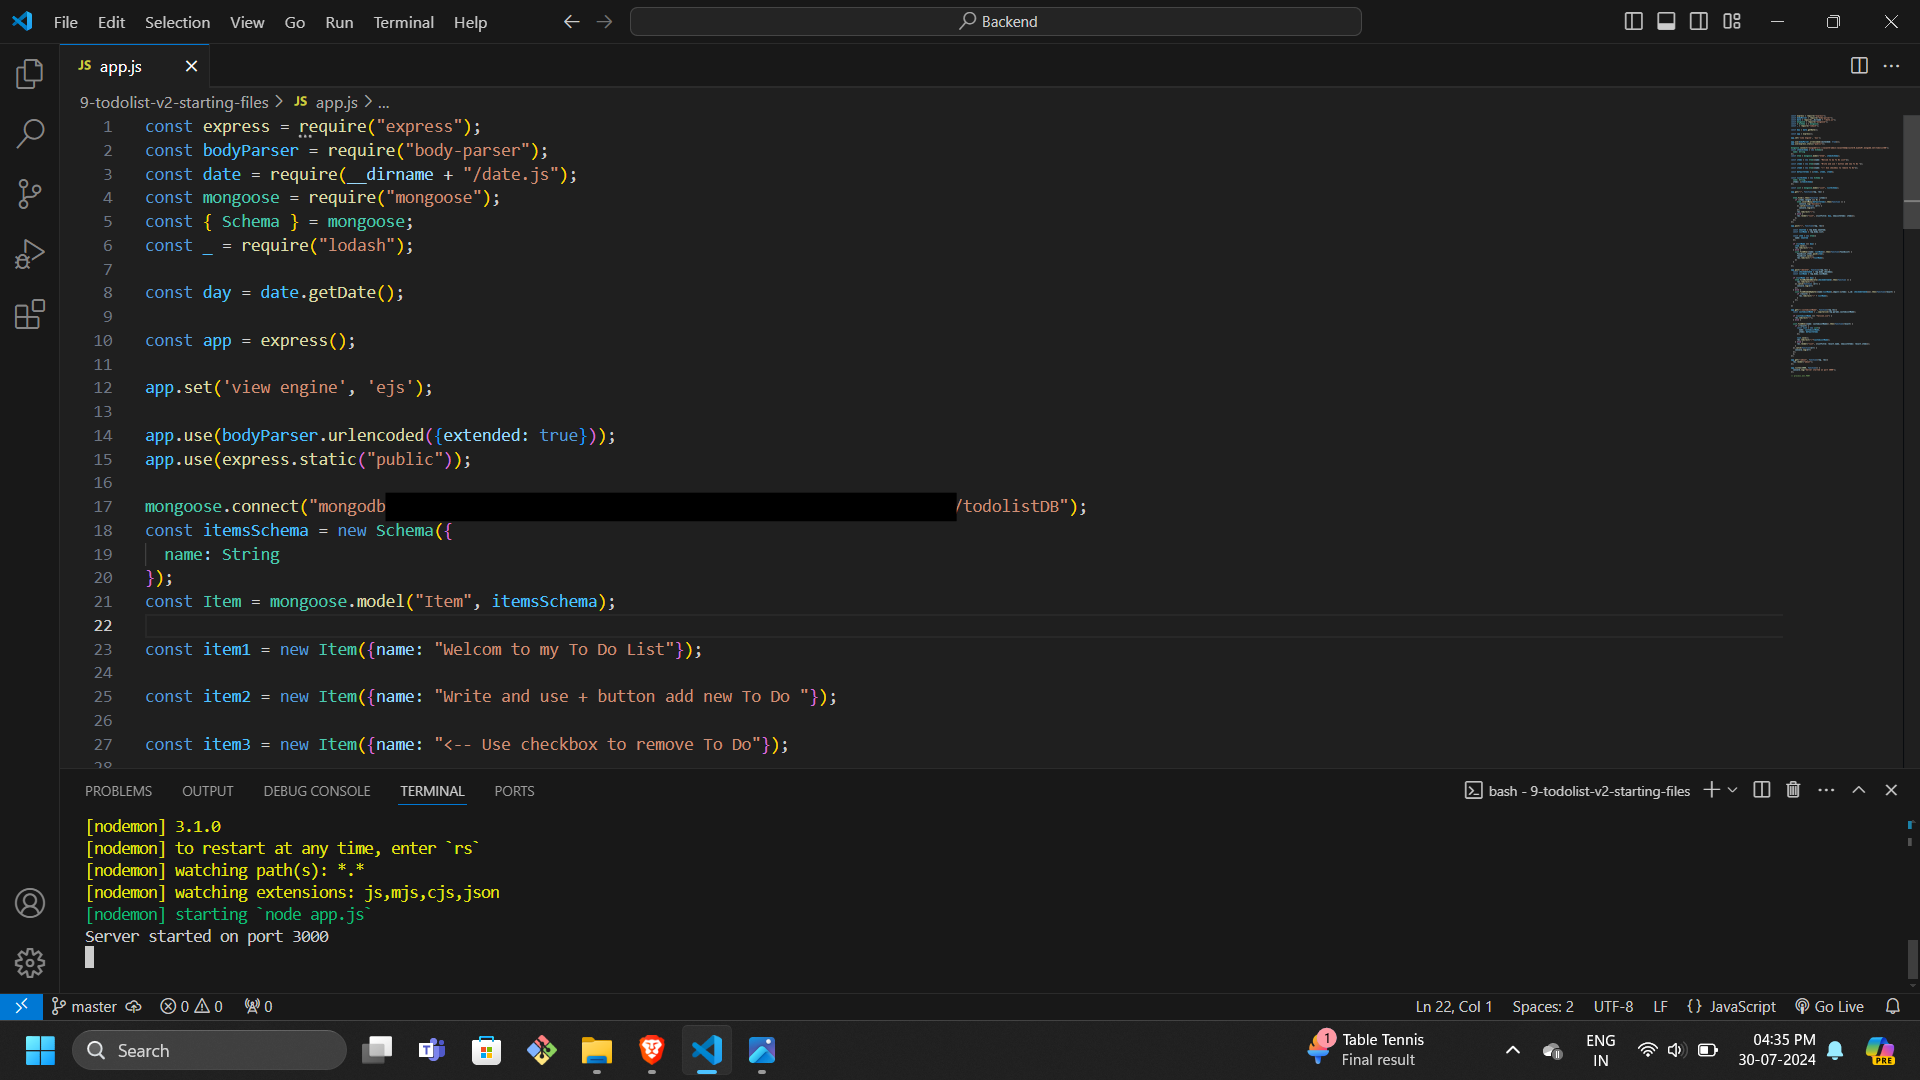 File Edit Selection View Go Run Terminal Help
Backend
JS app.js
9-todolist-v2-starting-files > JS app.js > ...
1 const express = require("express");
2 const bodyParser = require("body-parser");
3 const date = require(__dirname + "/date.js");
4 const mongoose = require("mongoose");
5 const { Schema } = mongoose;
6 const _ = require("lodash");
7
8 const day = date.getDate();
9
10 const app = express();
11
12 app.set('view engine', 'ejs');
13
14 app.use(bodyParser.urlencoded({extended: true}));
15 app.use(express.static("public"));
16
17 mongoose.connect("mongodb /todolistDB");
18 const itemsSchema = new Schema({
19 name: String
20 });
21 const Item = mongoose.model("Item", itemsSchema);
22
23 const item1 = new Item({name: "Welcom to my To Do List"});
24
25 const item2 = new Item({name: "Write and use + button add new To Do "});
26
27 const item3 = new Item({name: "<-- Use checkbox to remove To Do"});
28
PROBLEMS OUTPUT DEBUG CONSOLE TERMINAL PORTS
bash - 9-todolist-v2-starting-files
[nodemon] 3.1.0
[nodemon] to restart at any time, enter `rs`
[nodemon] watching path(s): *.*
[nodemon] watching extensions: js,mjs,cjs,json
[nodemon] starting `node app.js`
Server started on port 3000
master 0 0 0
Ln 22, Col 1 Spaces: 2 UTF-8 LF {} JavaScript Go Live
Search
1
Table Tennis
Final result
ENG
IN
04:35 PM
30-07-2024
PRE